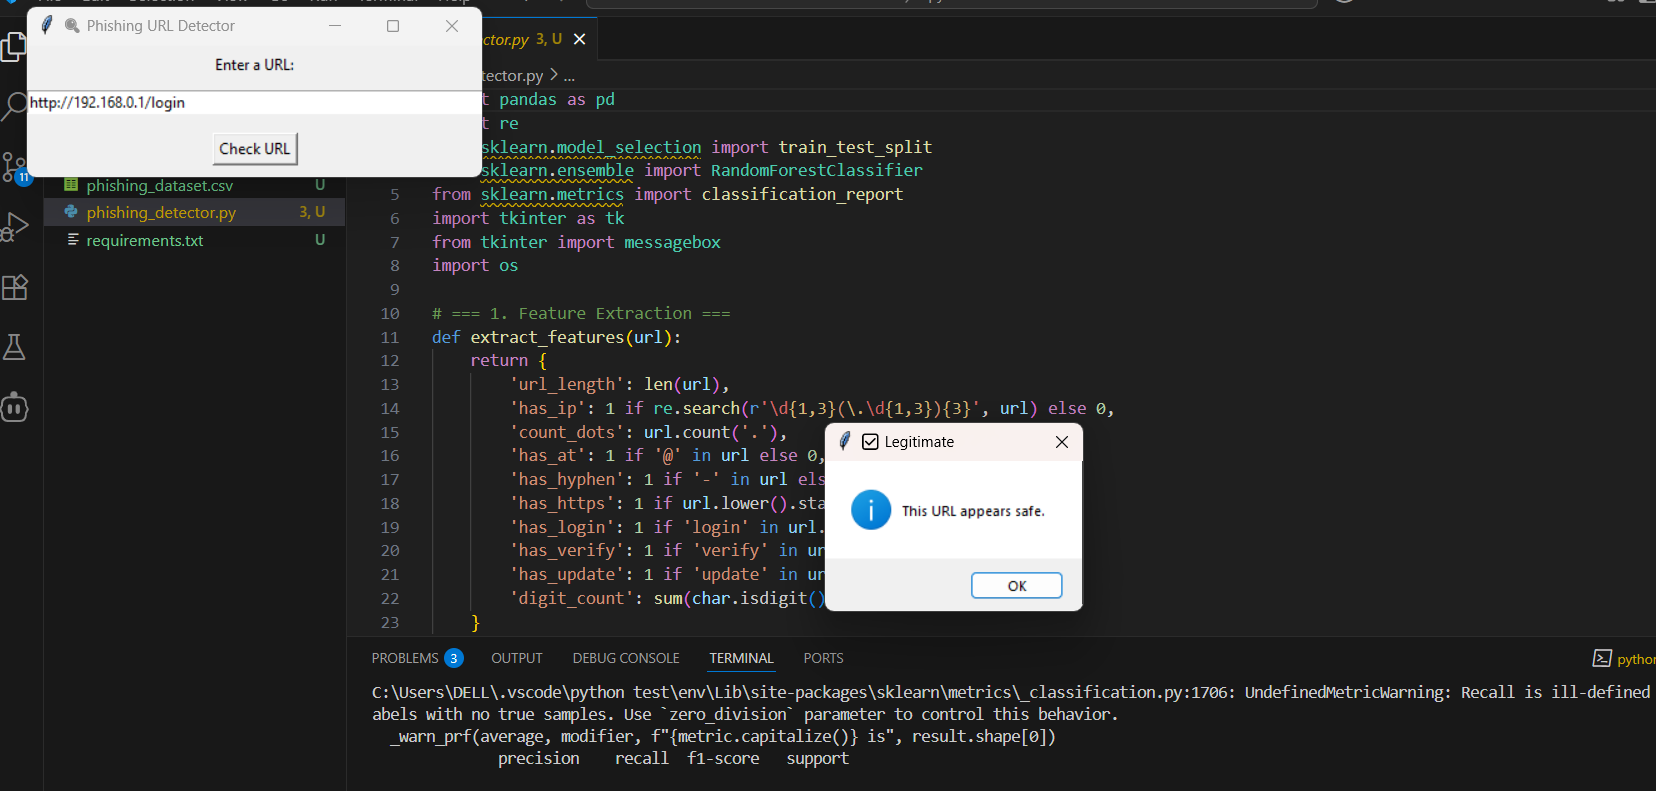 Phishing URL Detector
Enter a URL:
http://192.168.0.1/login
Check URL
11
phishing_dataset.csv U
phishing_detector.py 3, U
requirements.txt U
ctor.py 3, U
tector.py > ...
t pandas as pd
t re
sklearn.model_selection import train_test_split
sklearn.ensemble import RandomForestClassifier
5 from sklearn.metrics import classification_report
6 import tkinter as tk
7 from tkinter import messagebox
8 import os
9
10 # === 1. Feature Extraction ===
11 def extract_features(url):
12 return {
13 'url_length': len(url),
14 'has_ip': 1 if re.search(r'\d{1,3}(\.\d{1,3}){3}', url) else 0,
15 'count_dots': url.count('.'),
16 'has_at': 1 if '@' in url else 0,
17 'has_hyphen': 1 if '-' in url els
18 'has_https': 1 if url.lower().sta
19 'has_login': 1 if 'login' in url.
20 'has_verify': 1 if 'verify' in ur
21 'has_update': 1 if 'update' in ur
22 'digit_count': sum(char.isdigit()
23 }
Legitimate
This URL appears safe.
OK
PROBLEMS 3 OUTPUT DEBUG CONSOLE TERMINAL PORTS
python
C:\Users\DELL\.vscode\python test\env\Lib\site-packages\sklearn\metrics\_classification.py:1706: UndefinedMetricWarning: Recall is ill-defined
abels with no true samples. Use `zero_division` parameter to control this behavior.
_warn_prf(average, modifier, f"{metric.capitalize()} is", result.shape[0])
precision recall f1-score support